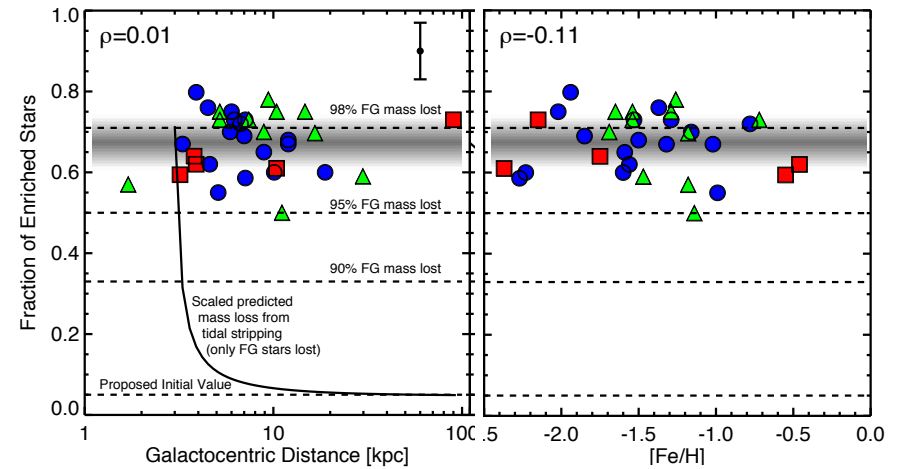 ρ=0.01
ρ=-0.11
1.0
0.8
0.6
0.4
0.2
0.0
Fraction of Enriched Stars
98% FG mass lost
95% FG mass lost
90% FG mass lost
Scaled predicted
mass loss from
tidal stripping
(only FG stars lost)
Proposed Initial Value
1 10 100
Galactocentric Distance [kpc]
.5 -2.0 -1.5 -1.0 -0.5 0.0
[Fe/H]